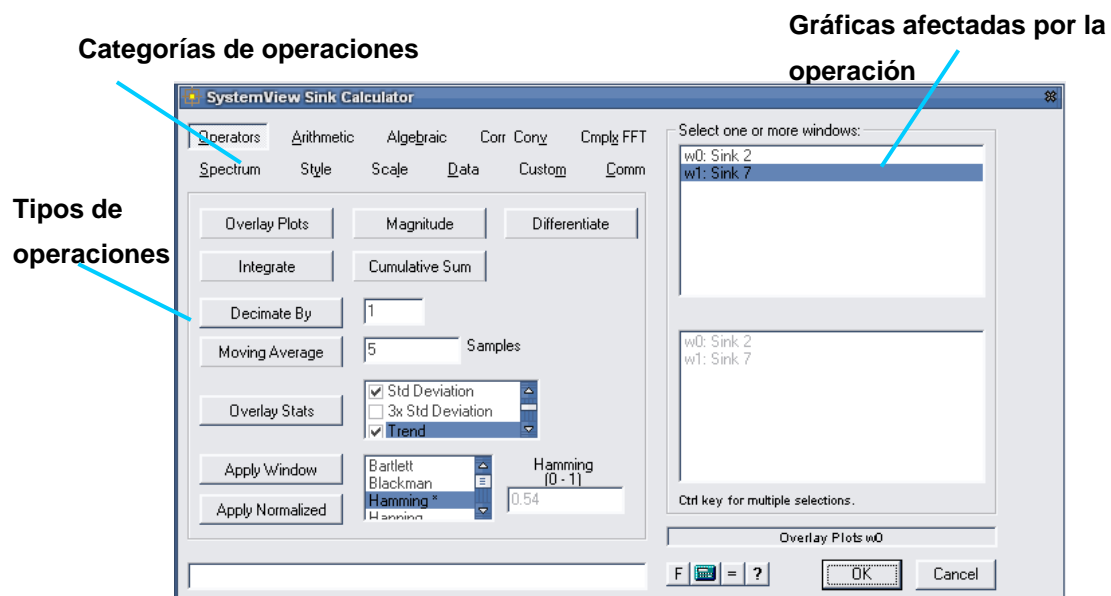 Categorías de operaciones
Gráficas afectadas por la
operación
SystemView Sink Calculator
Operators Arithmetic Algebraic Corr Conv Cmplx FFT
Spectrum Style Scale Data Custom Comm
Select one or more windows:
w0: Sink 2
w1: Sink 7
Tipos de
operaciones
Overlay Plots Magnitude Differentiate
Integrate Cumulative Sum
Decimate By 1
Moving Average 5 Samples
w0: Sink 2
w1: Sink 7
Overlay Stats
Std Deviation
3x Std Deviation
Trend
Apply Window
Apply Normalized
Bartlett
Blackman
Hamming *
Hanning
Hamming
(0 - 1)
0.54
Ctrl key for multiple selections.
Overlay Plots w0
F = ? OK Cancel